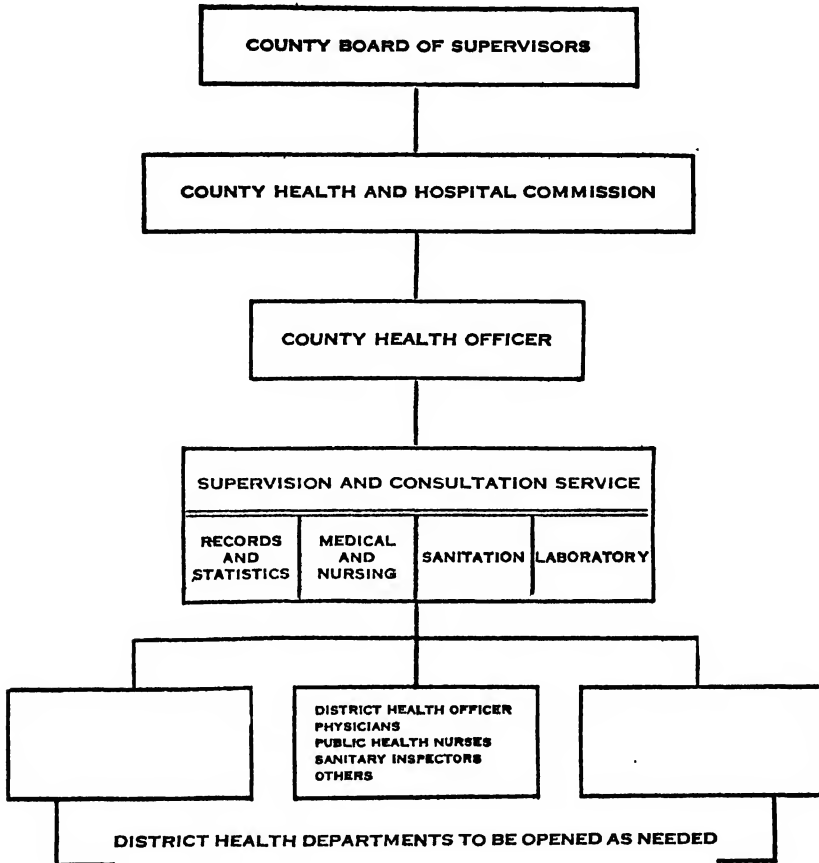 COUNTY BOARD OF SUPERVISORS
COUNTY HEALTH AND HOSPITAL COMMISSION
COUNTY HEALTH OFFICER
SUPERVISION AND CONSULTATION SERVICE
RECORDS
AND
STATISTICS
MEDICAL
AND
NURSING
SANITATION
LABORATORY
DISTRICT HEALTH OFFICER
PHYSICIANS
PUBLIC HEALTH NURSES
SANITARY INSPECTORS
OTHERS
DISTRICT HEALTH DEPARTMENTS TO BE OPENED AS NEEDED